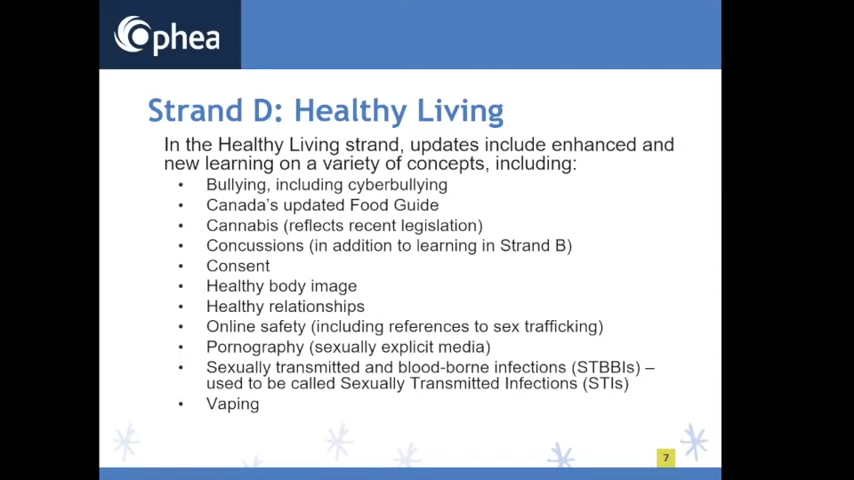 Ophea
Strand D: Healthy Living
In the Healthy Living strand, updates include enhanced and
new learning on a variety of concepts, including:
• Bullying, including cyberbullying
• Canada's updated Food Guide
• Cannabis (reflects recent legislation)
• Concussions (in addition to learning in Strand B)
• Consent
• Healthy body image
• Healthy relationships
• Online safety (including references to sex trafficking)
• Pornography (sexually explicit media)
• Sexually transmitted and blood-borne infections (STBBIs) –
used to be called Sexually Transmitted Infections (STIs)
• Vaping
7